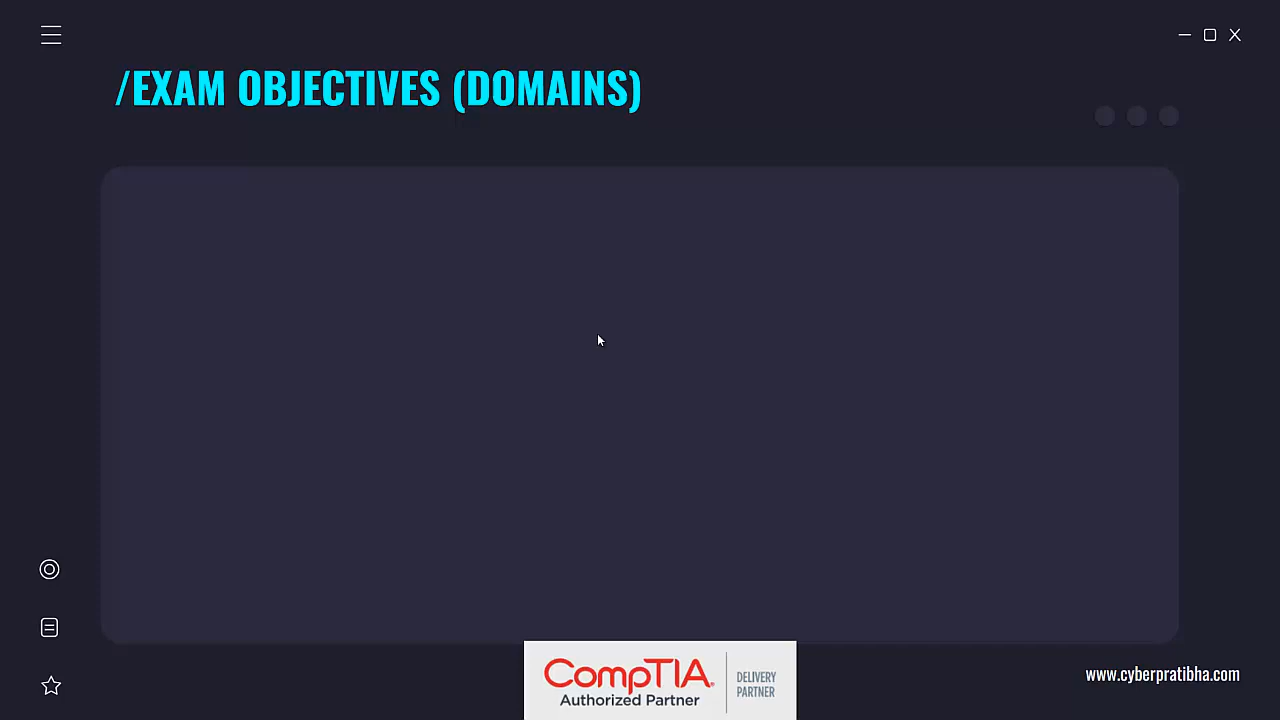 /EXAM OBJECTIVES (DOMAINS)
CompTIA.
Authorized Partner
DELIVERY
PARTNER
www.cyberpratibha.com